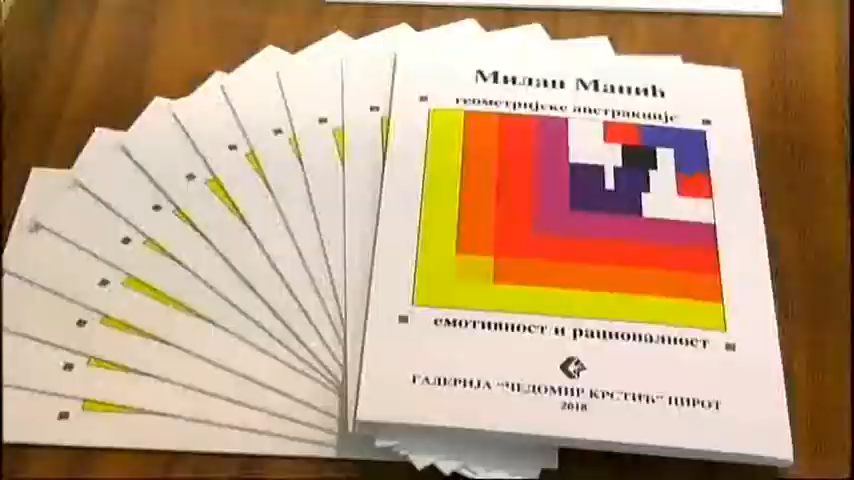 Милан Манић
геометријске апстракције
емотивност и рационалност
ГАЛЕРИЈА "ЧЕДОМИР КРСТИЋ" ПИРОТ
2018